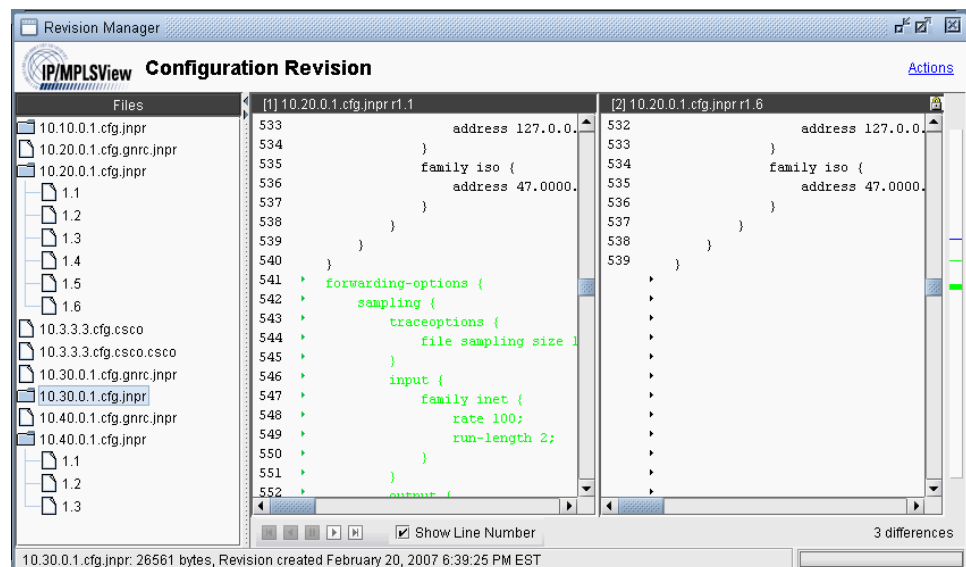 Revision Manager
IP/MPLSView Configuration Revision
Actions
Files
10.10.0.1.cfg.jnpr
10.20.0.1.cfg.gnrc.jnpr
10.20.0.1.cfg.jnpr
1.1
1.2
1.3
1.4
1.5
1.6
10.3.3.3.cfg.csco
10.3.3.3.cfg.csco.csco
10.30.0.1.cfg.gnrc.jnpr
10.30.0.1.cfg.jnpr
10.40.0.1.cfg.gnrc.jnpr
10.40.0.1.cfg.jnpr
1.1
1.2
1.3
[1] 10.20.0.1.cfg.jnpr r1.1
533 address 127.0.0.
534 }
535 family iso {
536 address 47.0000.
537 }
538 }
539 }
540 }
541 forwarding-options {
542 sampling {
543 traceoptions {
544 file sampling size 1
545 }
546 input {
547 family inet {
548 rate 100;
549 run-length 2;
550 }
551 }
552 output {
[2] 10.20.0.1.cfg.jnpr r1.6
532 address 127.0.0.
533 }
534 family iso {
535 address 47.0000.
536 }
537 }
538 }
539 }
Show Line Number
3 differences
10.30.0.1.cfg.jnpr: 26561 bytes, Revision created February 20, 2007 6:39:25 PM EST